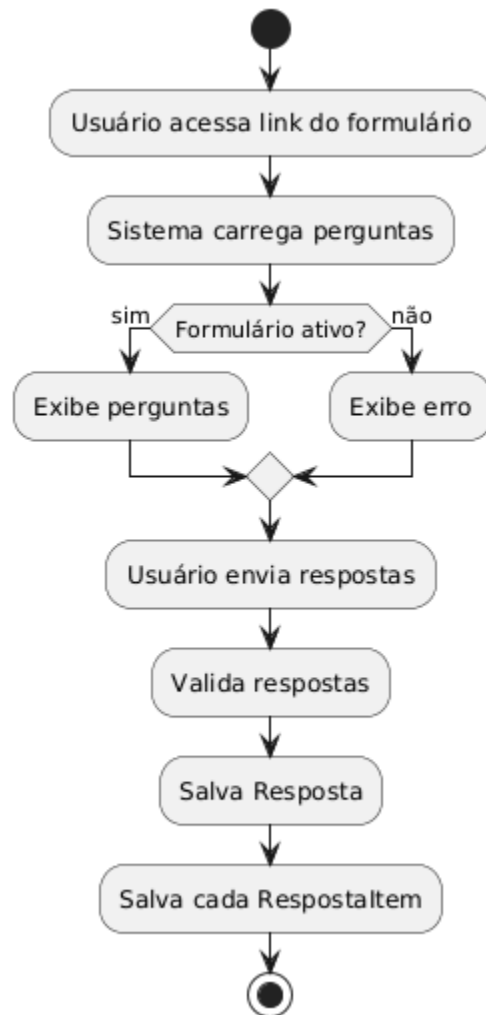 Usuário acessa link do formulário
Sistema carrega perguntas
sim
Formulário ativo?
não
Exibe perguntas
Exibe erro
Usuário envia respostas
Valida respostas
Salva Resposta
Salva cada RespostaItem